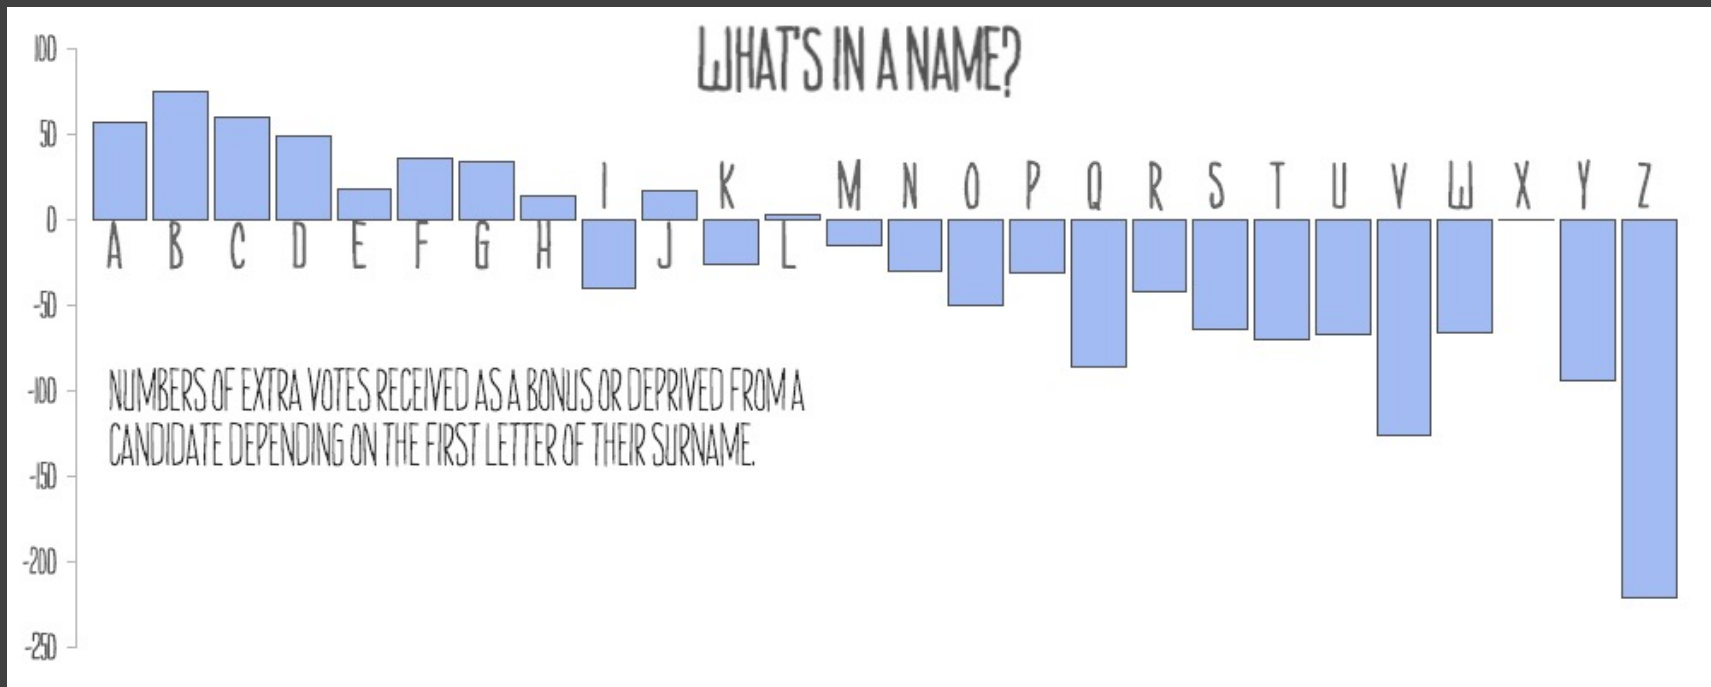 WHAT'S IN A NAME?
100
50
0
-50
-100
-150
-200
-250
A B C D E F G H I J K L M N O P Q R S T U V W X Y Z
NUMBERS OF EXTRA VOTES RECEIVED AS A BONUS OR DEPRIVED FROM A
CANDIDATE DEPENDING ON THE FIRST LETTER OF THEIR SURNAME.